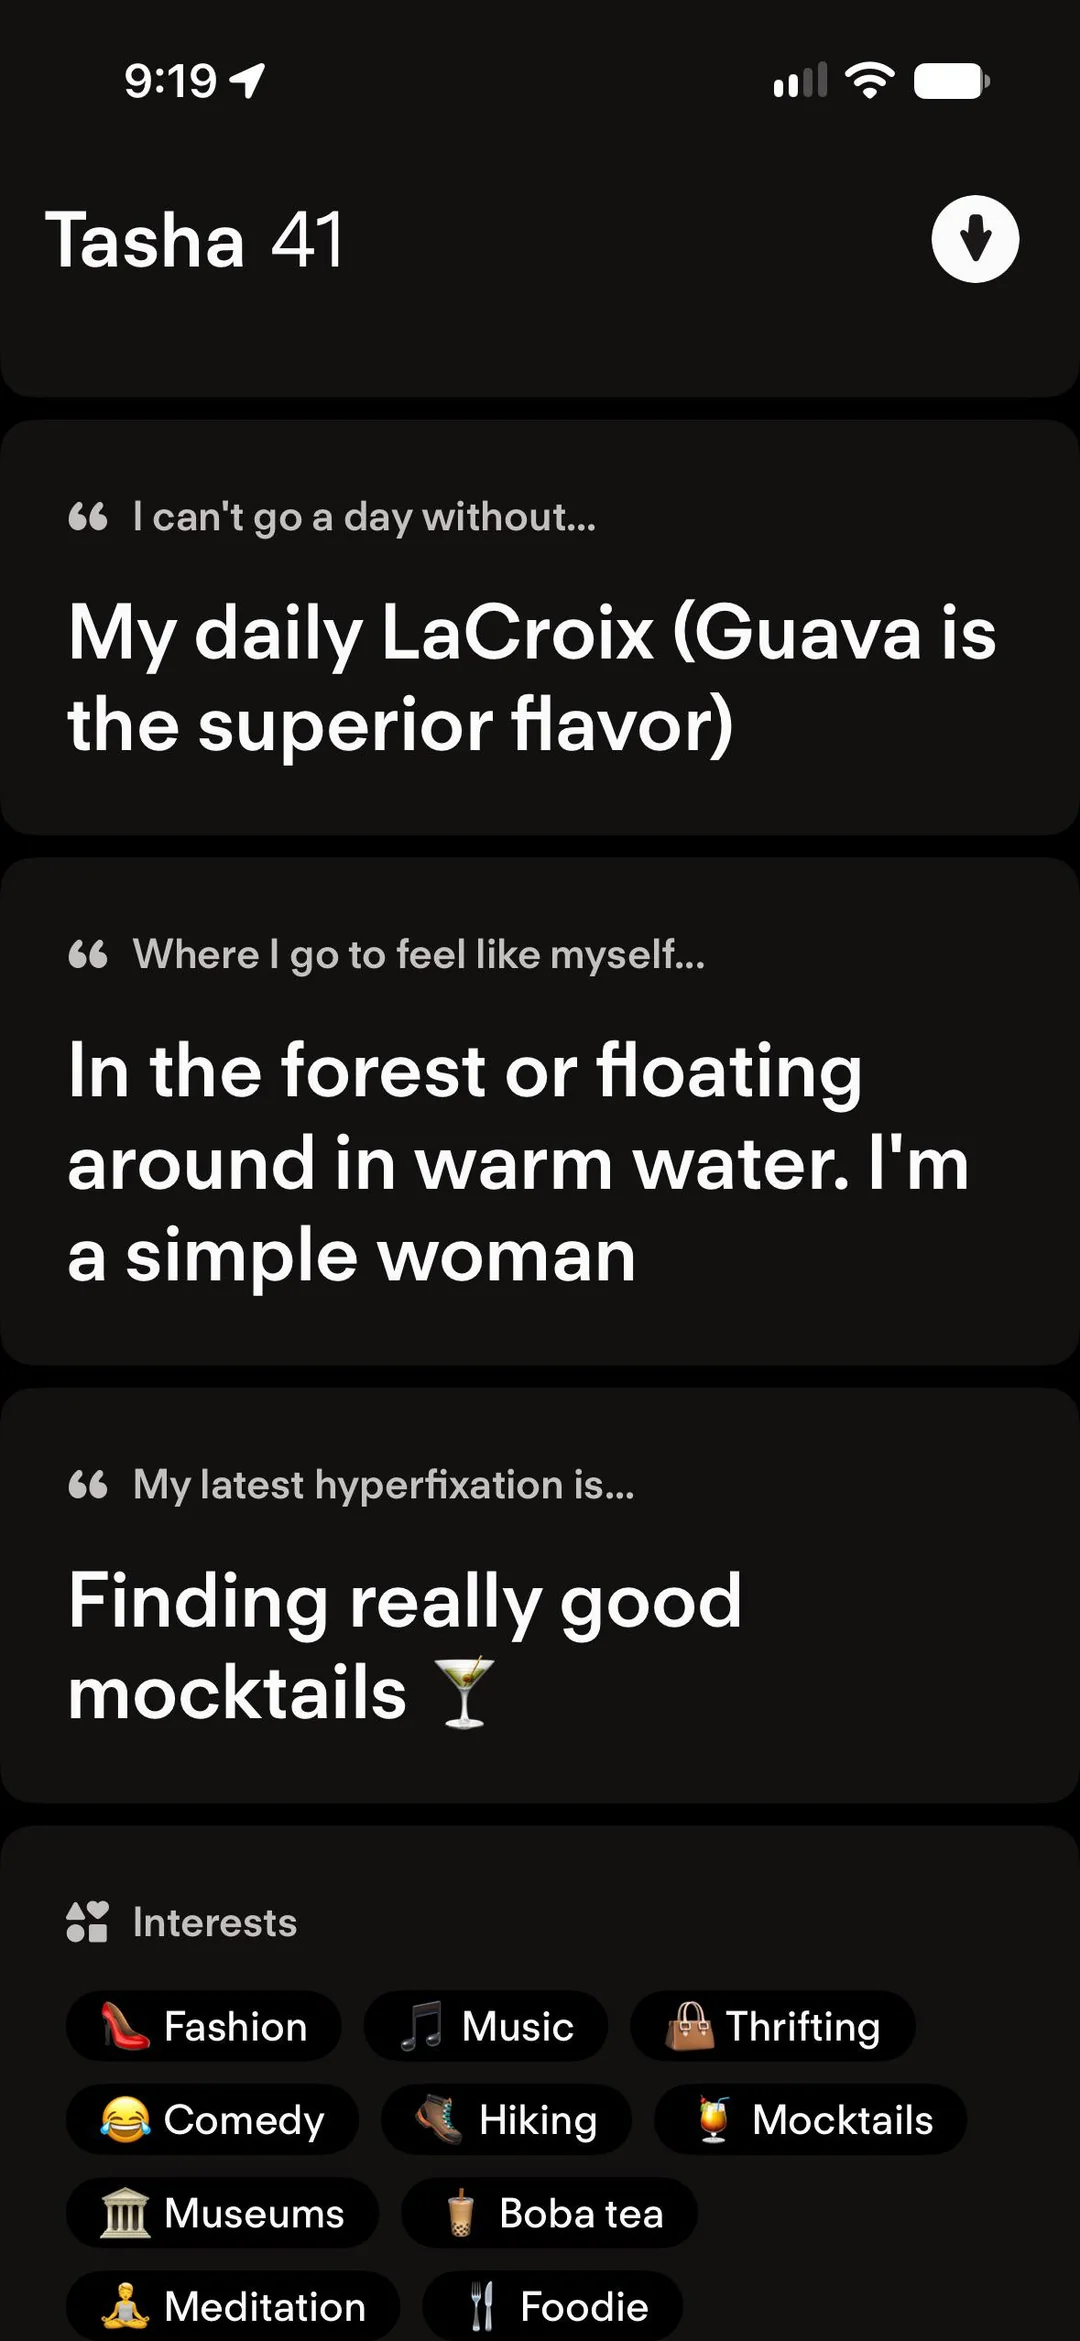 9:19
Tasha 41
“ I can't go a day without...
My daily LaCroix (Guava is
the superior flavor)
“ Where I go to feel like myself...
In the forest or floating
around in warm water. I'm
a simple woman
“ My latest hyperfixation is...
Finding really good
mocktails 🍸
Interests
👠 Fashion 🎵 Music 👜 Thrifting
😂 Comedy 🥾 Hiking 🍹 Mocktails
🏛️ Museums 🧋 Boba tea
🧘 Meditation 🍴 Foodie